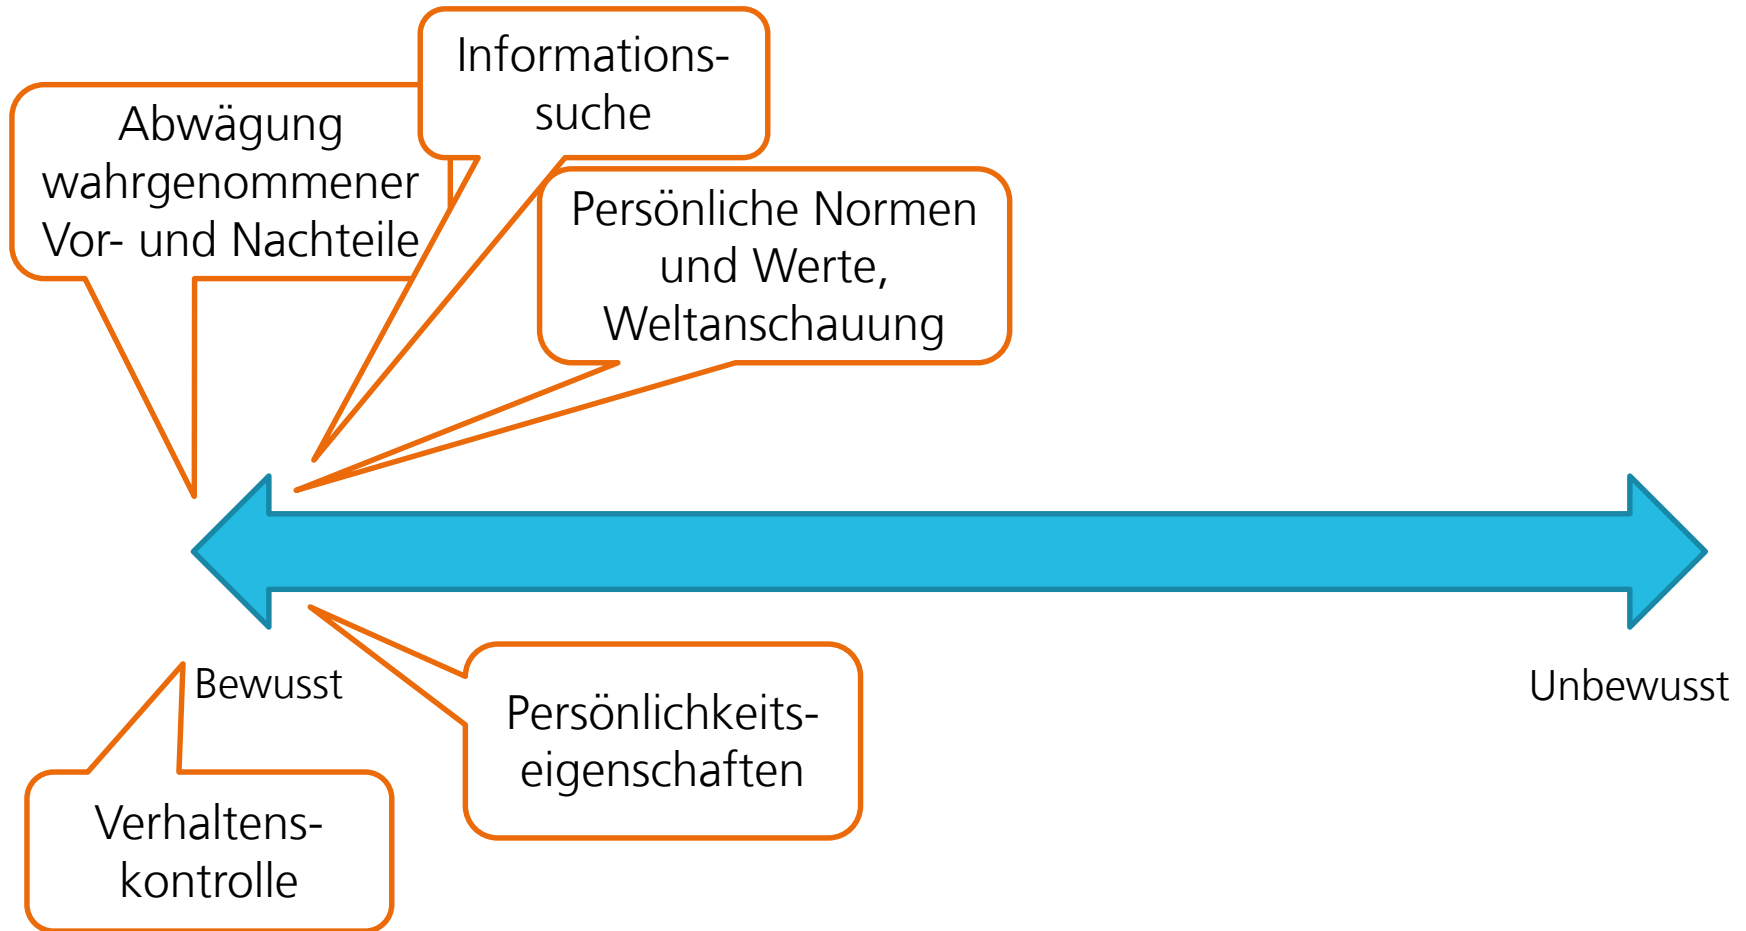 Informations-
suche
Abwägung
wahrgenommener
Vor- und Nachteile
Persönliche Normen
und Werte,
Weltanschauung
Bewusst
Unbewusst
Persönlichkeits-
eigenschaften
Verhaltens-
kontrolle